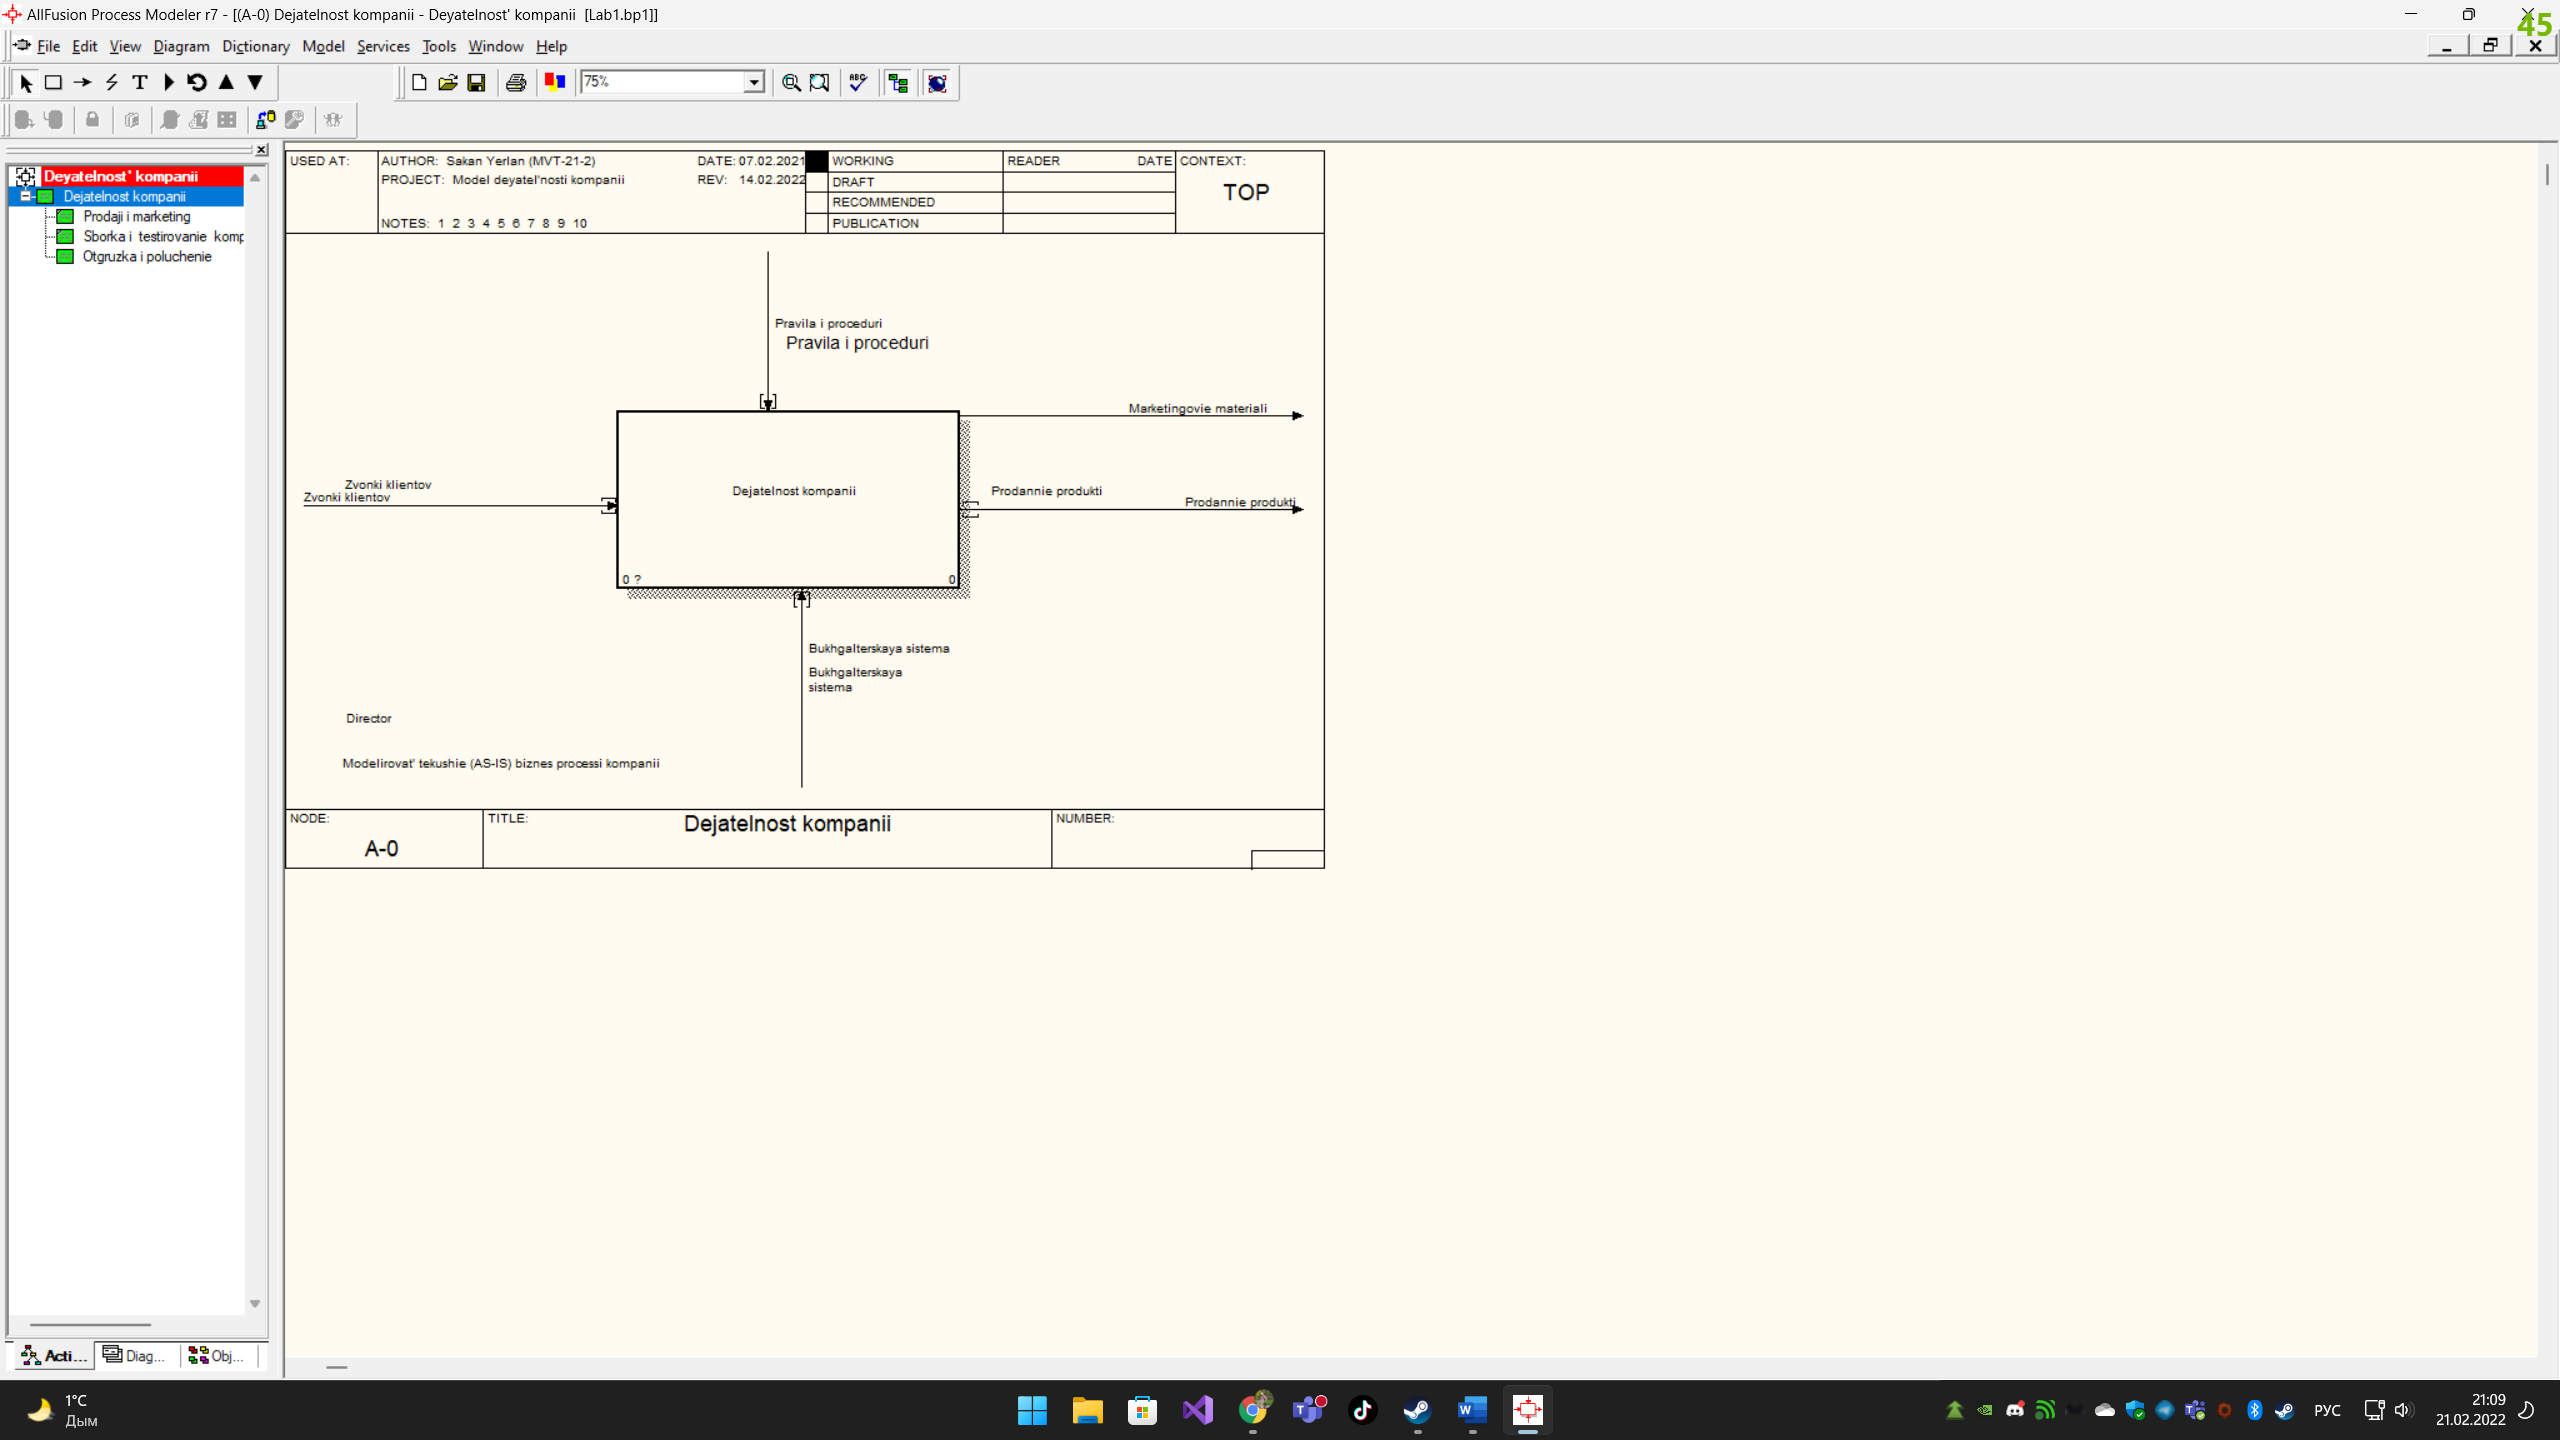 AllFusion Process Modeler r7 - [(A-0) Dejatelnost kompanii - Deyatelnost' kompanii [Lab1.bp1]]
45
File Edit View Diagram Dictionary Model Services Tools Window Help
75%
Deyatelnost' kompanii
Dejatelnost kompanii
Prodaji i marketing
Sborka i testirovanie komp
Otgruzka i poluchenie
USED AT:
AUTHOR: Sakan Yerlan (MVT-21-2)
DATE: 07.02.2021
PROJECT: Model deyatel'nosti kompanii
REV: 14.02.2022
NOTES: 1 2 3 4 5 6 7 8 9 10
WORKING
DRAFT
RECOMMENDED
PUBLICATION
READER
DATE
CONTEXT:
TOP
Pravila i proceduri
Pravila i proceduri
Marketingovie materiali
Zvonki klientov
Zvonki klientov
Dejatelnost kompanii
Prodannie produkti
Prodannie produkti
0 ?
0
Bukhgalterskaya sistema
Bukhgalterskaya
sistema
Director
Modelirovat' tekushie (AS-IS) biznes processi kompanii
NODE:
A-0
TITLE:
Dejatelnost kompanii
NUMBER:
Acti...
Diag...
Obj...
1°C
Дым
РУС
21:09
21.02.2022